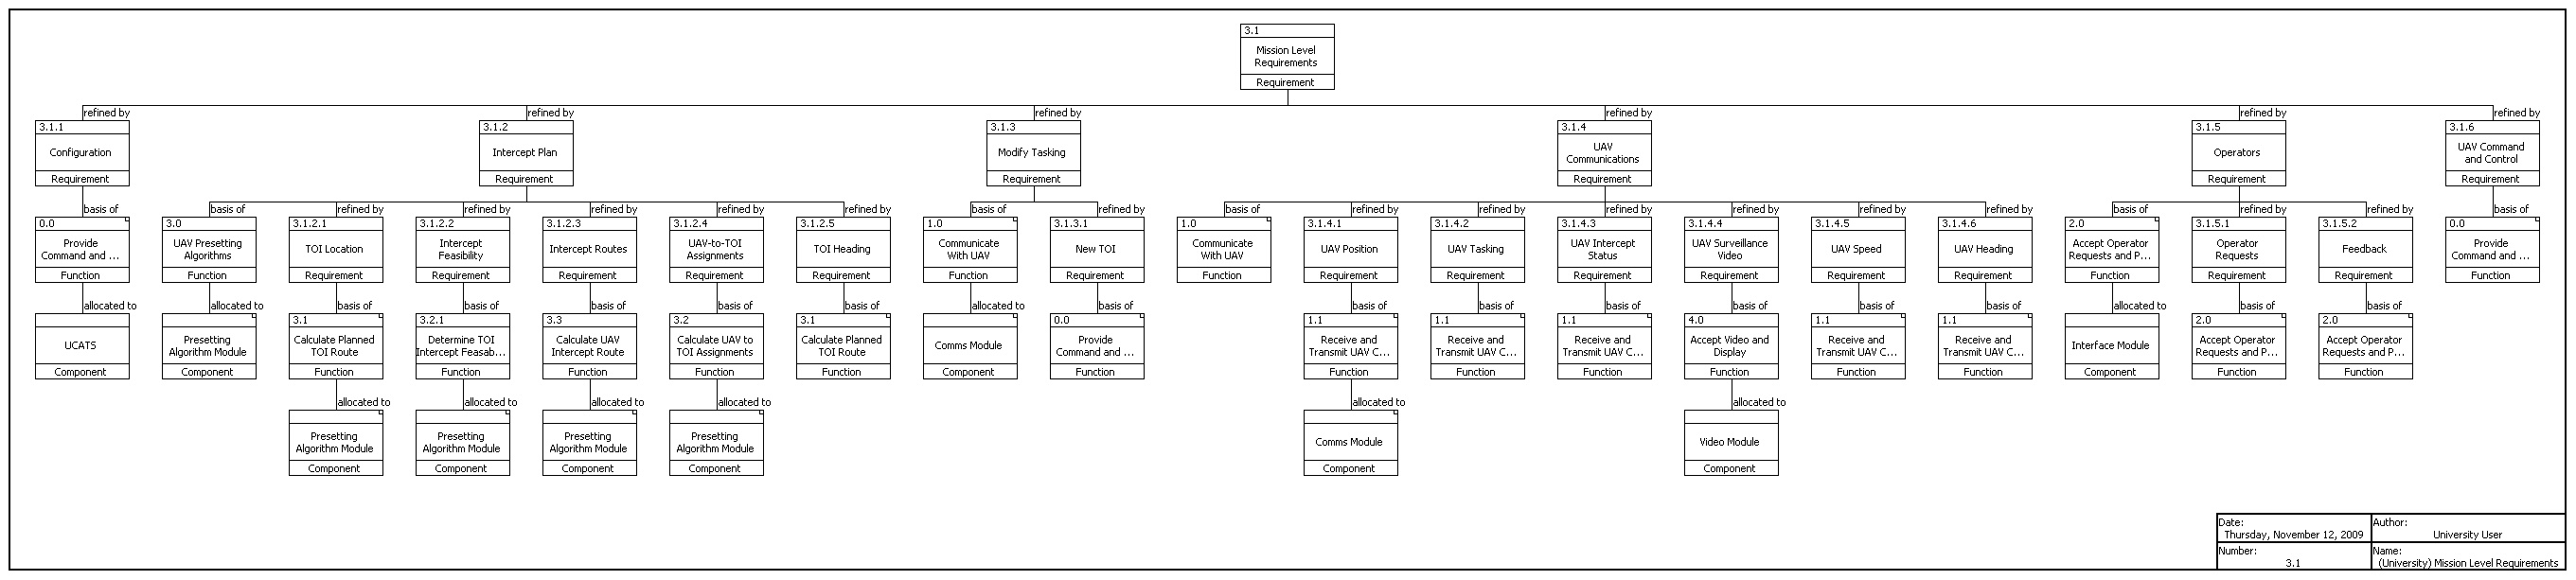 3.1
Mission Level
Requirements
Requirement
refined by
refined by
refined by
refined by
refined by
refined by
3.1.1
Configuration
Requirement
3.1.2
Intercept Plan
Requirement
3.1.3
Modify Tasking
Requirement
3.1.4
UAV
Communications
Requirement
3.1.5
Operators
Requirement
3.1.6
UAV Command
and Control
Requirement
basis of
0.0
Provide
Command and ...
Function
basis of
3.0
UAV Presetting
Algorithms
Function
refined by
3.1.2.1
TOI Location
Requirement
refined by
3.1.2.2
Intercept
Feasibility
Requirement
refined by
3.1.2.3
Intercept Routes
Requirement
refined by
3.1.2.4
UAV-to-TOI
Assignments
Requirement
refined by
3.1.2.5
TOI Heading
Requirement
basis of
1.0
Communicate
With UAV
Function
refined by
3.1.3.1
New TOI
Requirement
basis of
1.0
Communicate
With UAV
Function
refined by
3.1.4.1
UAV Position
Requirement
refined by
3.1.4.2
UAV Tasking
Requirement
refined by
3.1.4.3
UAV Intercept
Status
Requirement
refined by
3.1.4.4
UAV Surveillance
Video
Requirement
refined by
3.1.4.5
UAV Speed
Requirement
refined by
3.1.4.6
UAV Heading
Requirement
basis of
2.0
Accept Operator
Requests and P...
Function
refined by
3.1.5.1
Operator
Requests
Requirement
refined by
3.1.5.2
Feedback
Requirement
basis of
0.0
Provide
Command and ...
Function
allocated to
UCATS
Component
allocated to
Presetting
Algorithm Module
Component
basis of
3.1
Calculate Planned
TOI Route
Function
basis of
3.2.1
Determine TOI
Intercept Feasab...
Function
basis of
3.3
Calculate UAV
Intercept Route
Function
basis of
3.2
Calculate UAV to
TOI Assignments
Function
basis of
3.1
Calculate Planned
TOI Route
Function
allocated to
Comms Module
Component
basis of
0.0
Provide
Command and ...
Function
basis of
1.1
Receive and
Transmit UAV C...
Function
basis of
1.1
Receive and
Transmit UAV C...
Function
basis of
1.1
Receive and
Transmit UAV C...
Function
basis of
4.0
Accept Video and
Display
Function
basis of
1.1
Receive and
Transmit UAV C...
Function
basis of
1.1
Receive and
Transmit UAV C...
Function
allocated to
Interface Module
Component
basis of
2.0
Accept Operator
Requests and P...
Function
basis of
2.0
Accept Operator
Requests and P...
Function
allocated to
Presetting
Algorithm Module
Component
allocated to
Presetting
Algorithm Module
Component
allocated to
Presetting
Algorithm Module
Component
allocated to
Presetting
Algorithm Module
Component
allocated to
Comms Module
Component
allocated to
Video Module
Component
Date:
Thursday, November 12, 2009
Author:
University User
Number:
3.1
Name:
(University) Mission Level Requirements